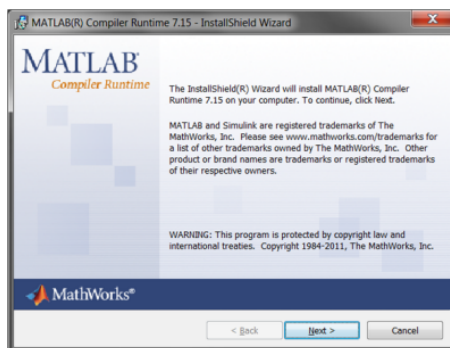 MATLAB(R) Compiler Runtime 7.15 - InstallShield Wizard
MATLAB®
Compiler Runtime
The InstallShield(R) Wizard will install MATLAB(R) Compiler
Runtime 7.15 on your computer. To continue, click Next.
MATLAB and Simulink are registered trademarks of The
MathWorks, Inc. Please see www.mathworks.com/trademarks for
a list of other trademarks owned by The MathWorks, Inc. Other
product or brand names are trademarks or registered trademarks
of their respective owners.
WARNING: This program is protected by copyright law and
international treaties. Copyright 1984-2011, The MathWorks, Inc.
MathWorks®
< Back
Next >
Cancel